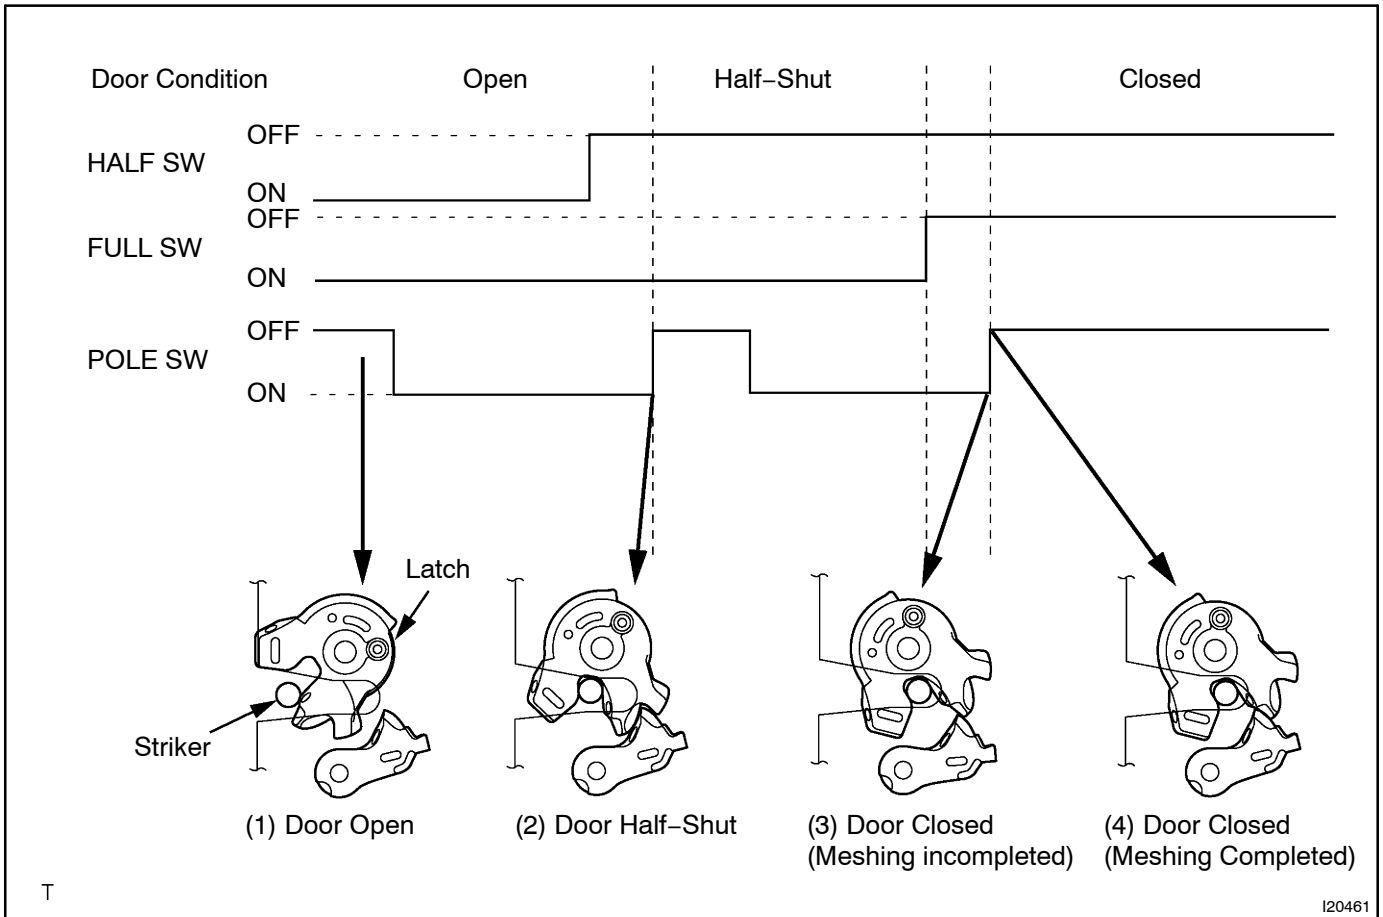 Door Condition Open Half−Shut Closed
OFF
HALF SW
ON
OFF
FULL SW
ON
OFF
POLE SW
ON
Latch
Striker
(1) Door Open (2) Door Half−Shut (3) Door Closed (4) Door Closed
(Meshing incompleted) (Meshing Completed)
T
I20461